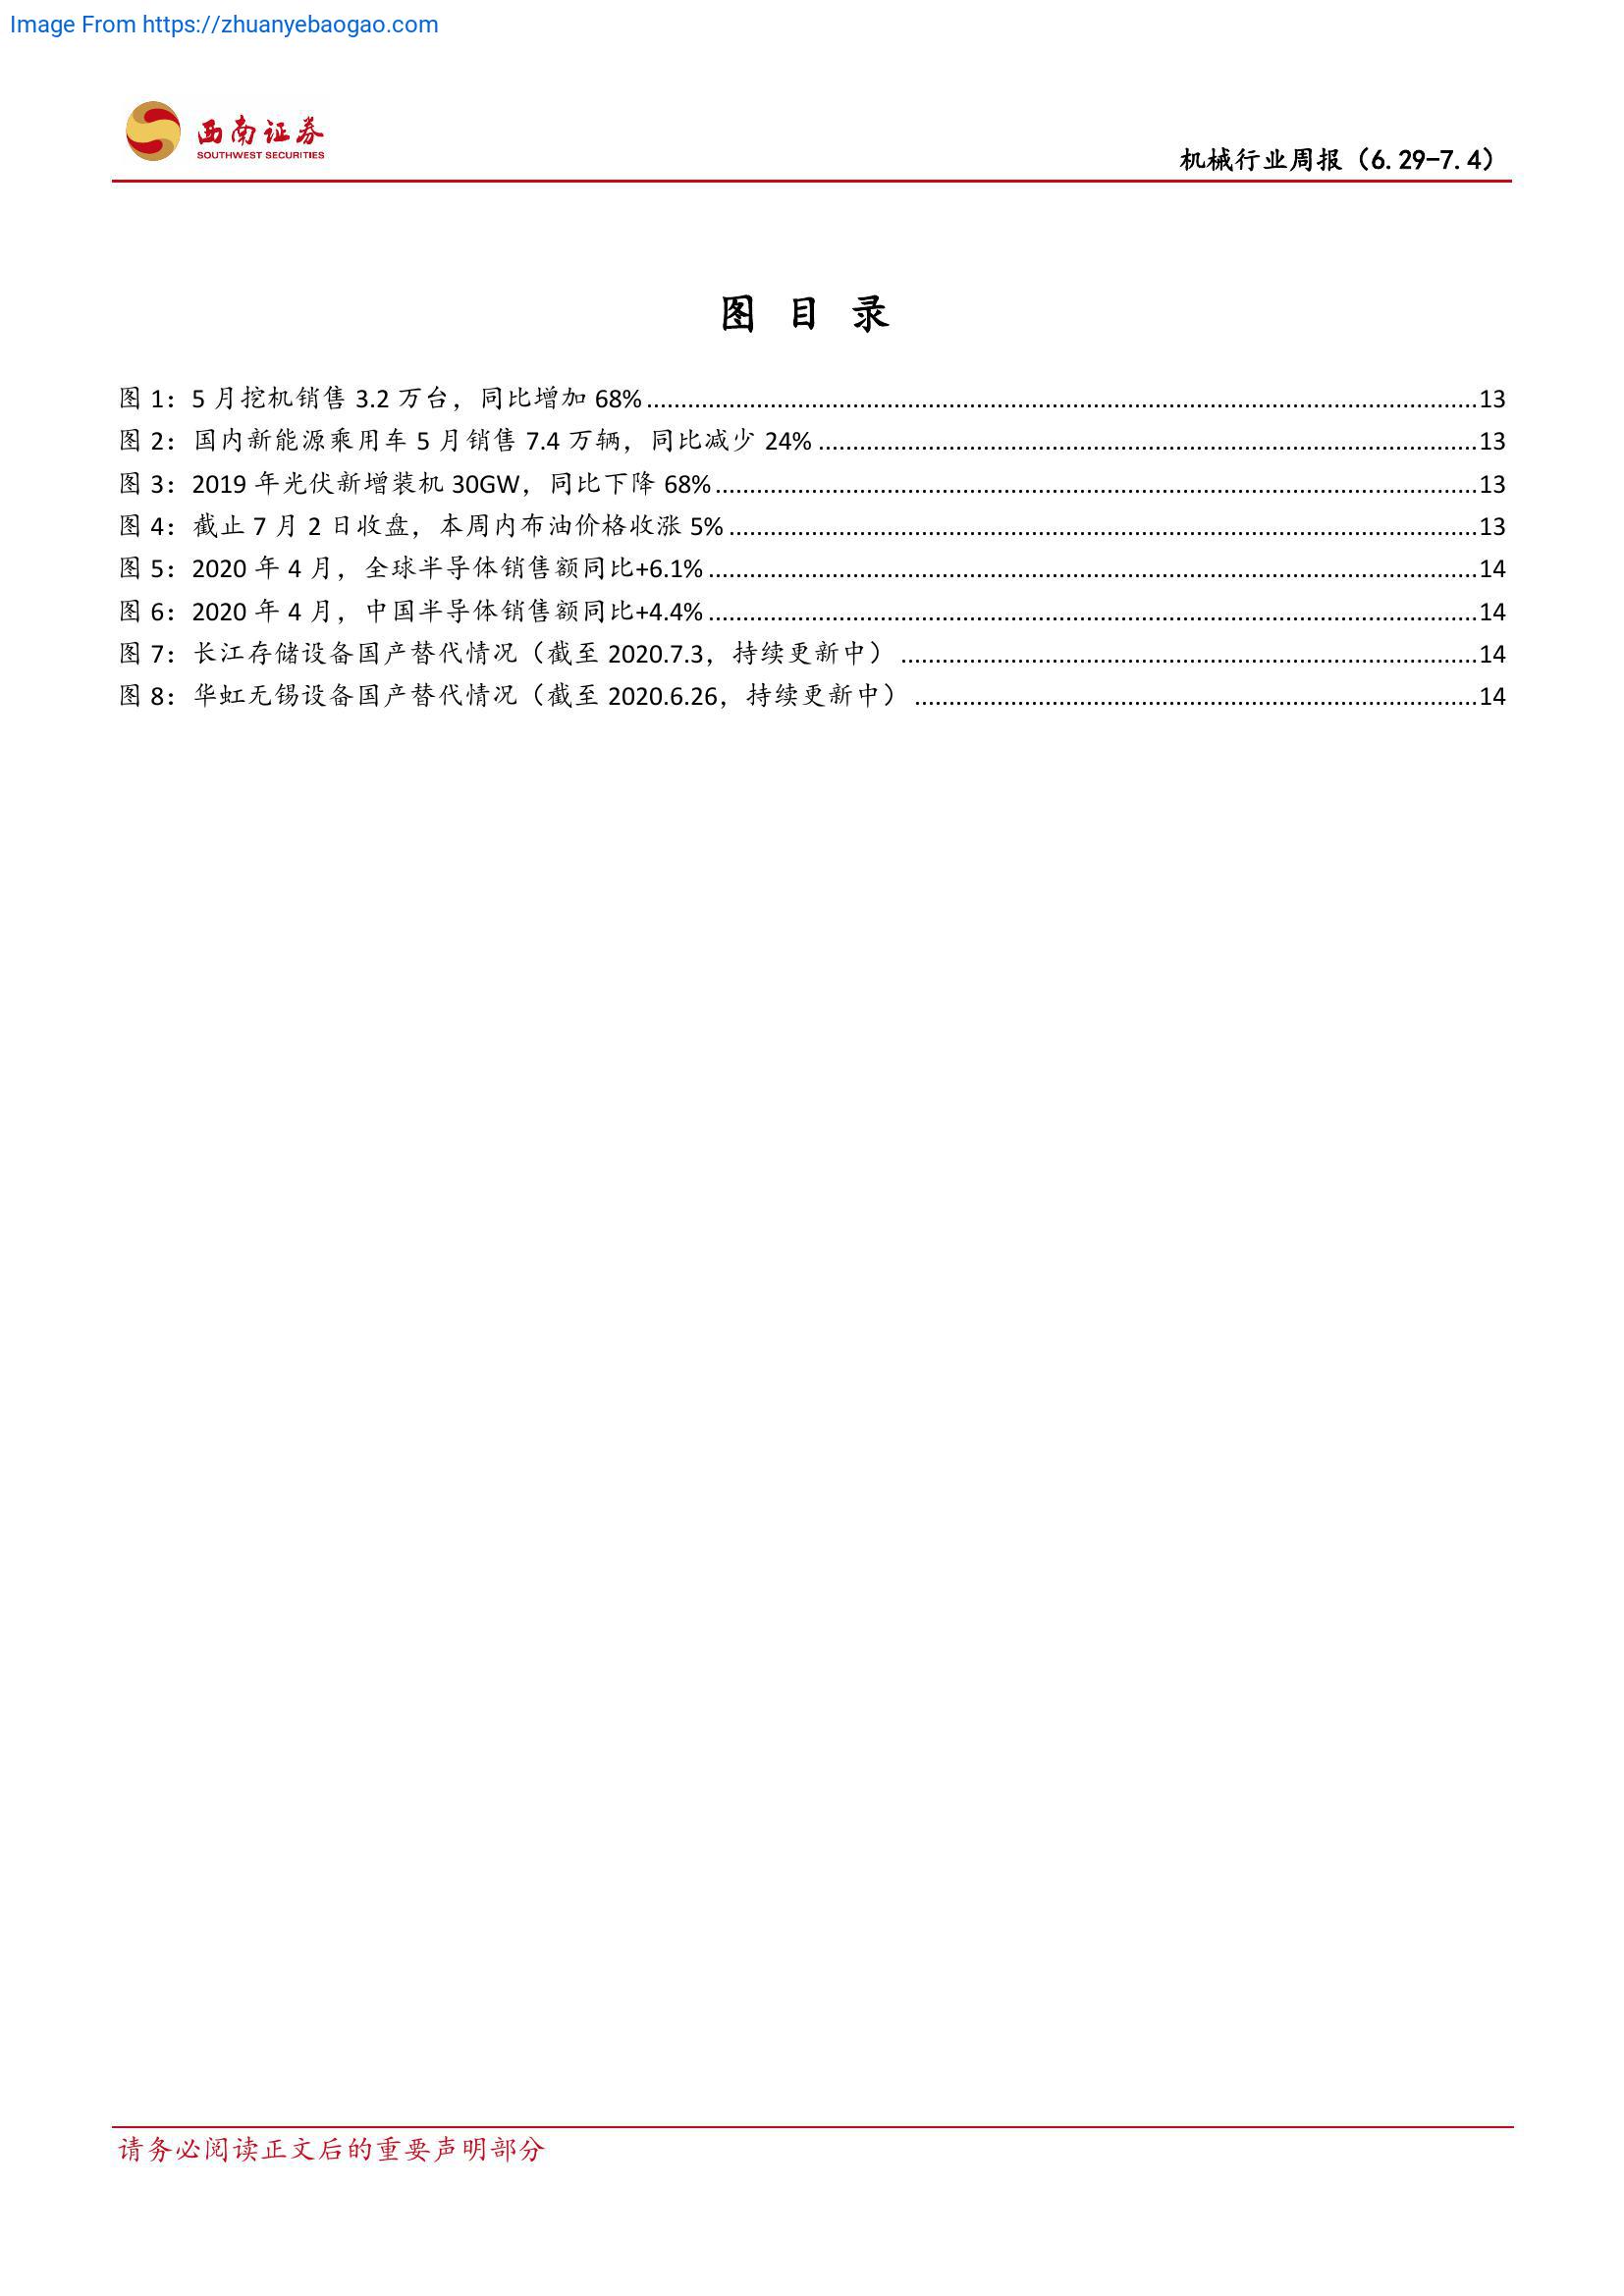 Image From https://zhuanyebaogao.com
西南证券
SOUTHWEST SECURITIES
机械行业周报（6.29-7.4）
图 目 录
图 1：5 月挖机销售 3.2 万台，同比增加 68%........................................13
图 2：国内新能源乘用车 5 月销售 7.4 万辆，同比减少 24%........................................13
图 3：2019 年光伏新增装机 30GW，同比下降 68%........................................13
图 4：截止 7 月 2 日收盘，本周内布油价格收涨 5%........................................13
图 5：2020 年 4 月，全球半导体销售额同比+6.1%........................................14
图 6：2020 年 4 月，中国半导体销售额同比+4.4%........................................14
图 7：长江存储设备国产替代情况（截至 2020.7.3，持续更新中）........................................14
图 8：华虹无锡设备国产替代情况（截至 2020.6.26，持续更新中）........................................14
请务必阅读正文后的重要声明部分